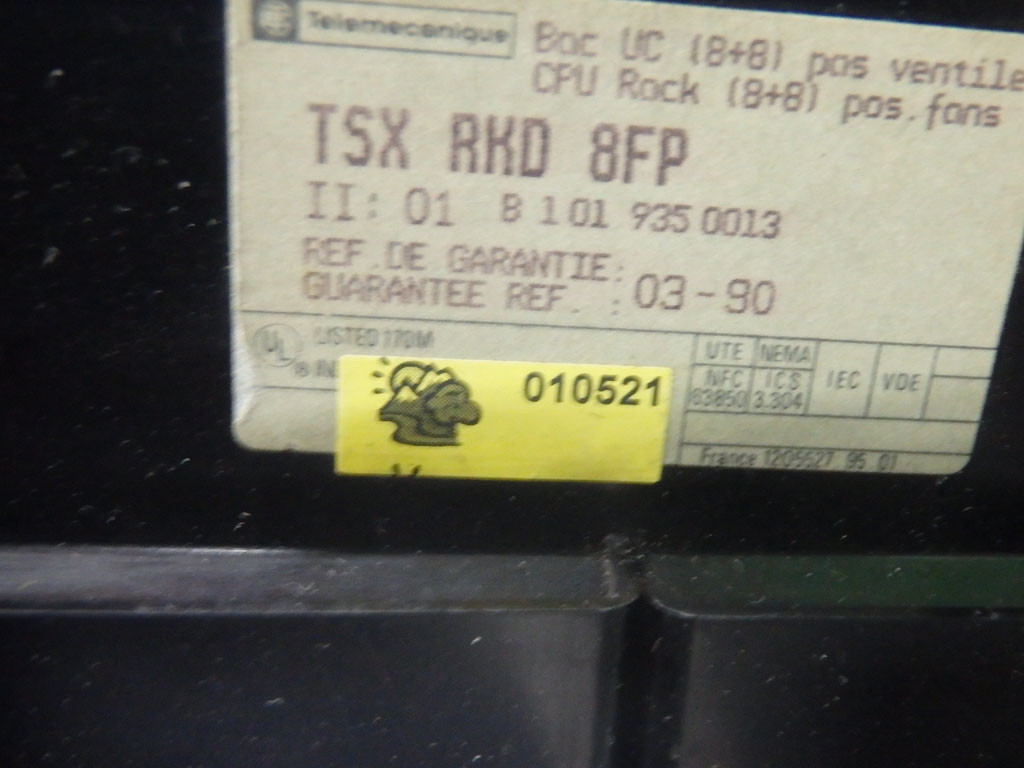 Telemecanique
Bac UC (8+8) pos ventile
CPU Rack (8+8) pos.fans
TSX RKD 8FP
II: 01 B 1 01 935 0013
REF.DE GARANTIE:
GUARANTEE REF. : 03-90
UL LISTED 170M
® IN
010521
UTE NEMA IEC VDE
NFC ICS
63850 3.304
France 1205527 95 01